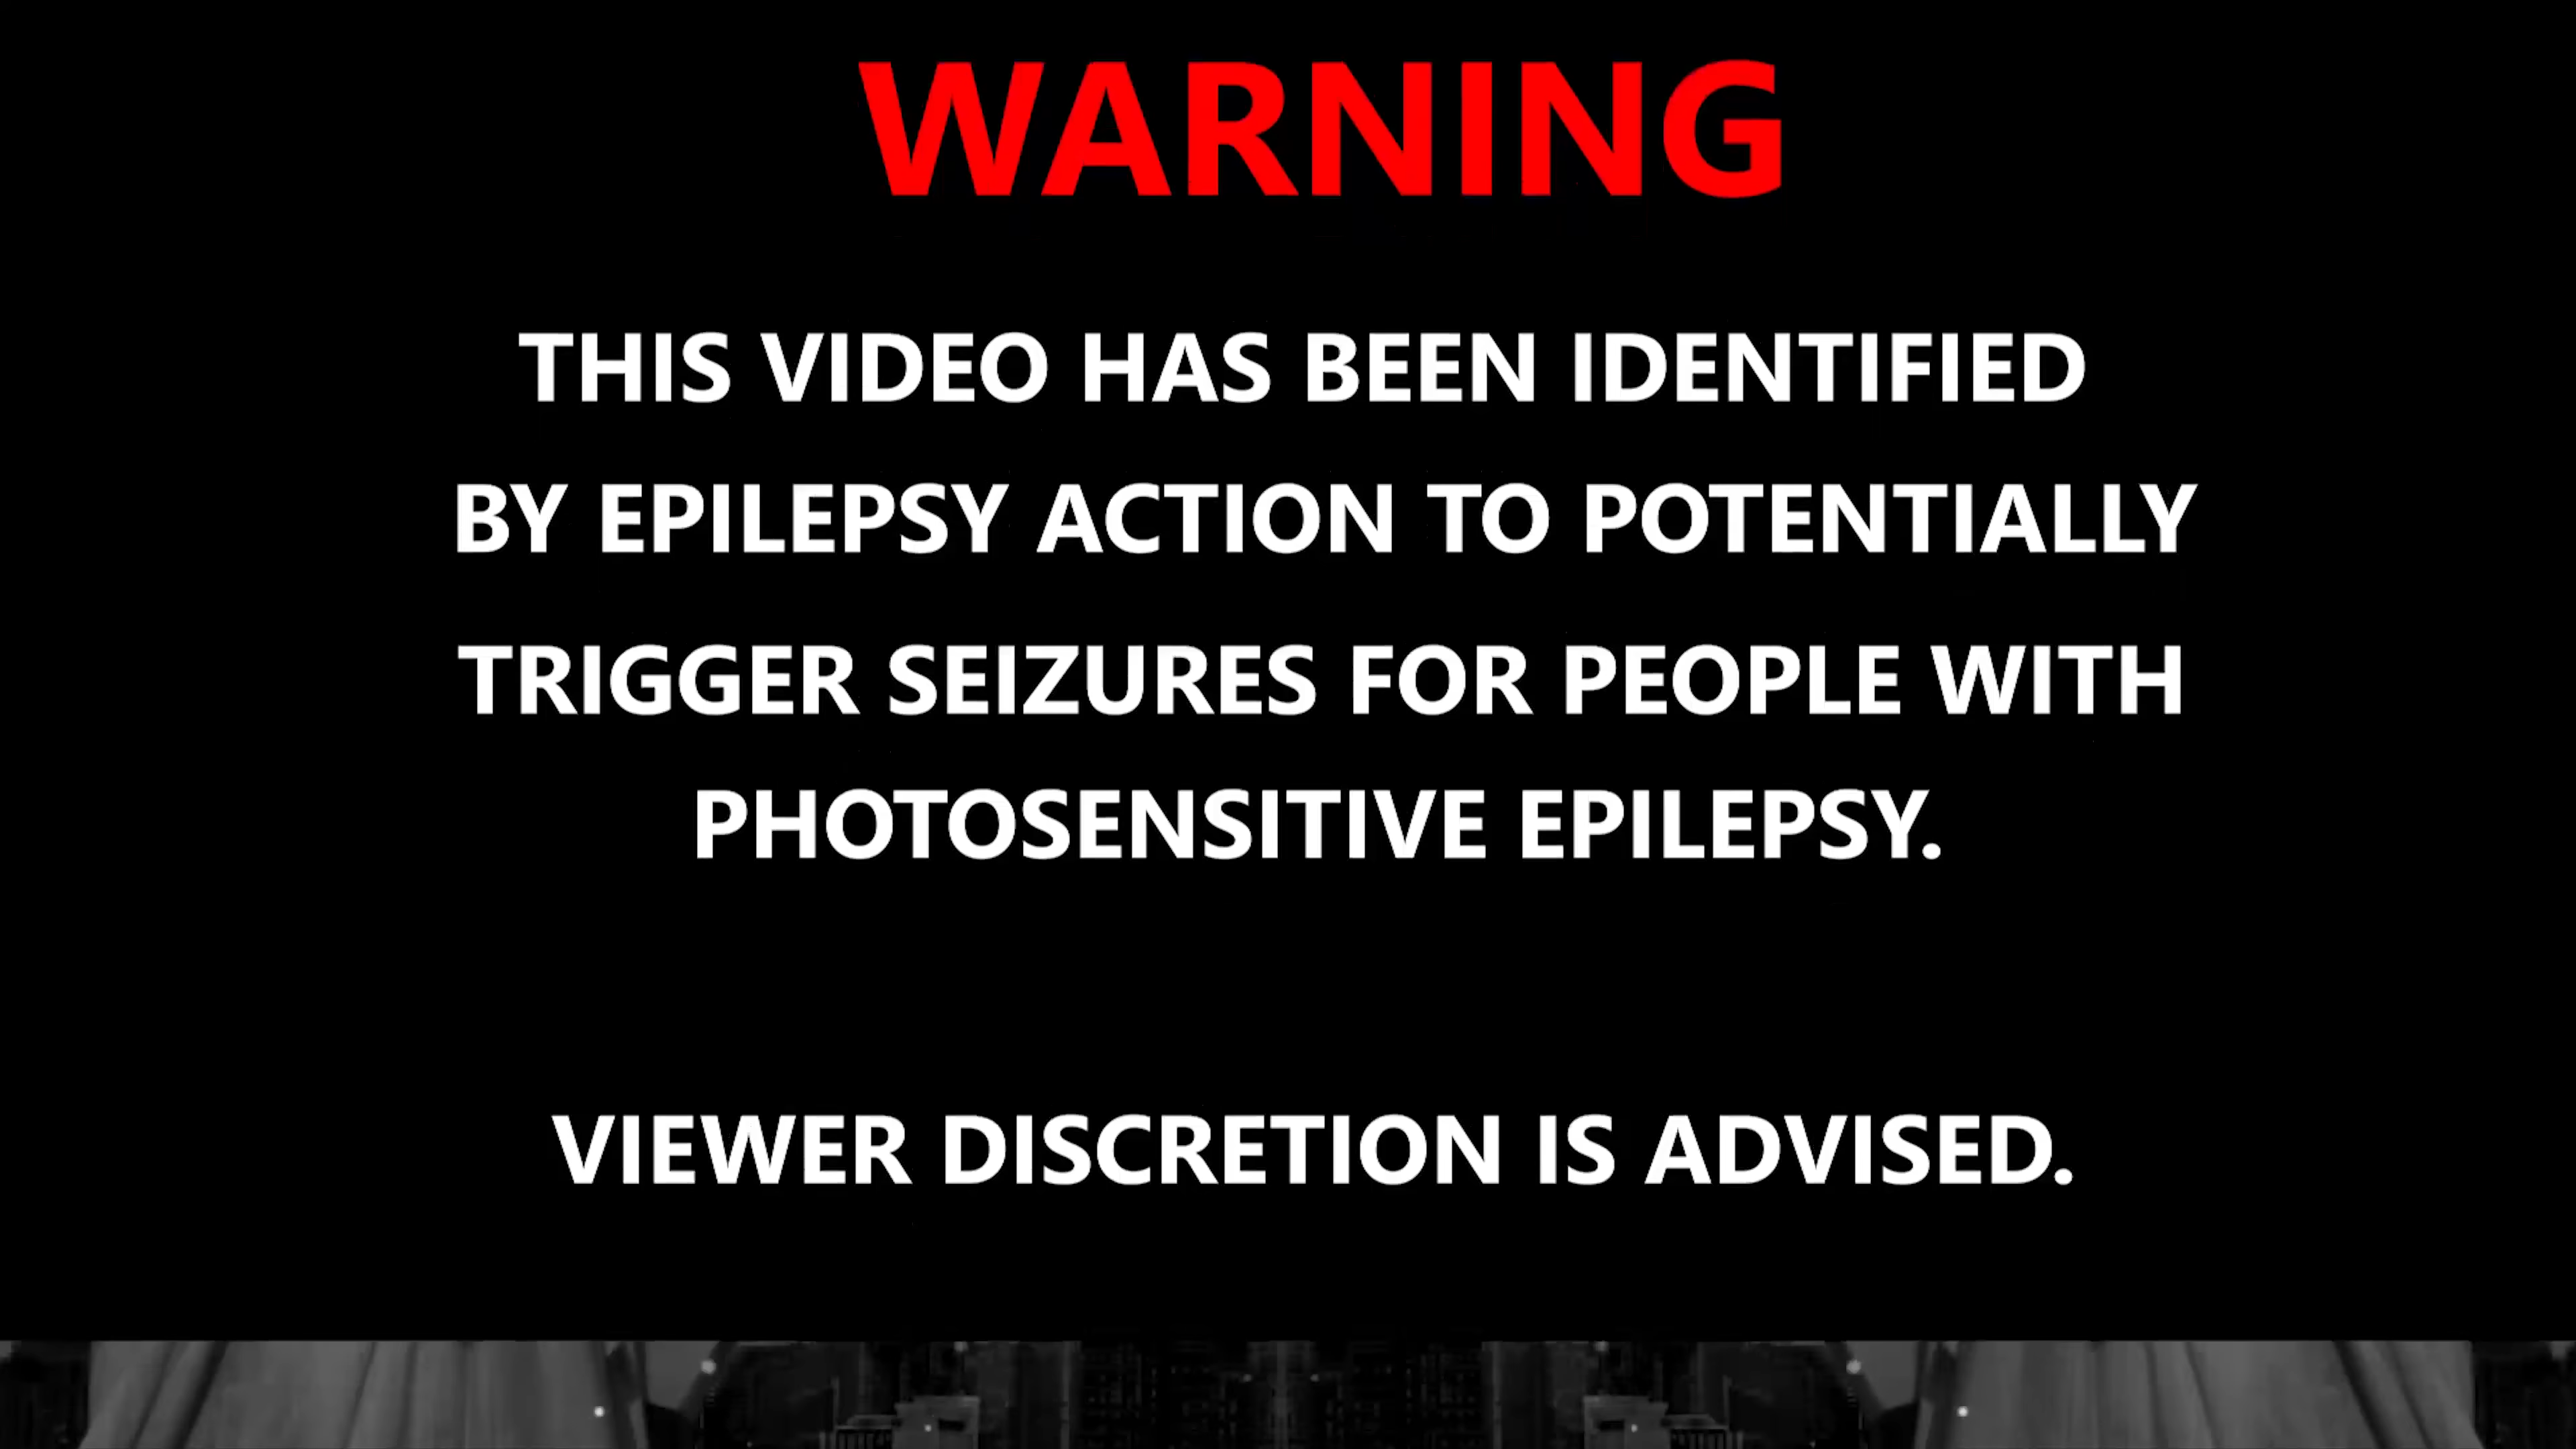 WARNING
THIS VIDEO HAS BEEN IDENTIFIED
BY EPILEPSY ACTION TO POTENTIALLY
TRIGGER SEIZURES FOR PEOPLE WITH
PHOTOSENSITIVE EPILEPSY.
VIEWER DISCRETION IS ADVISED.